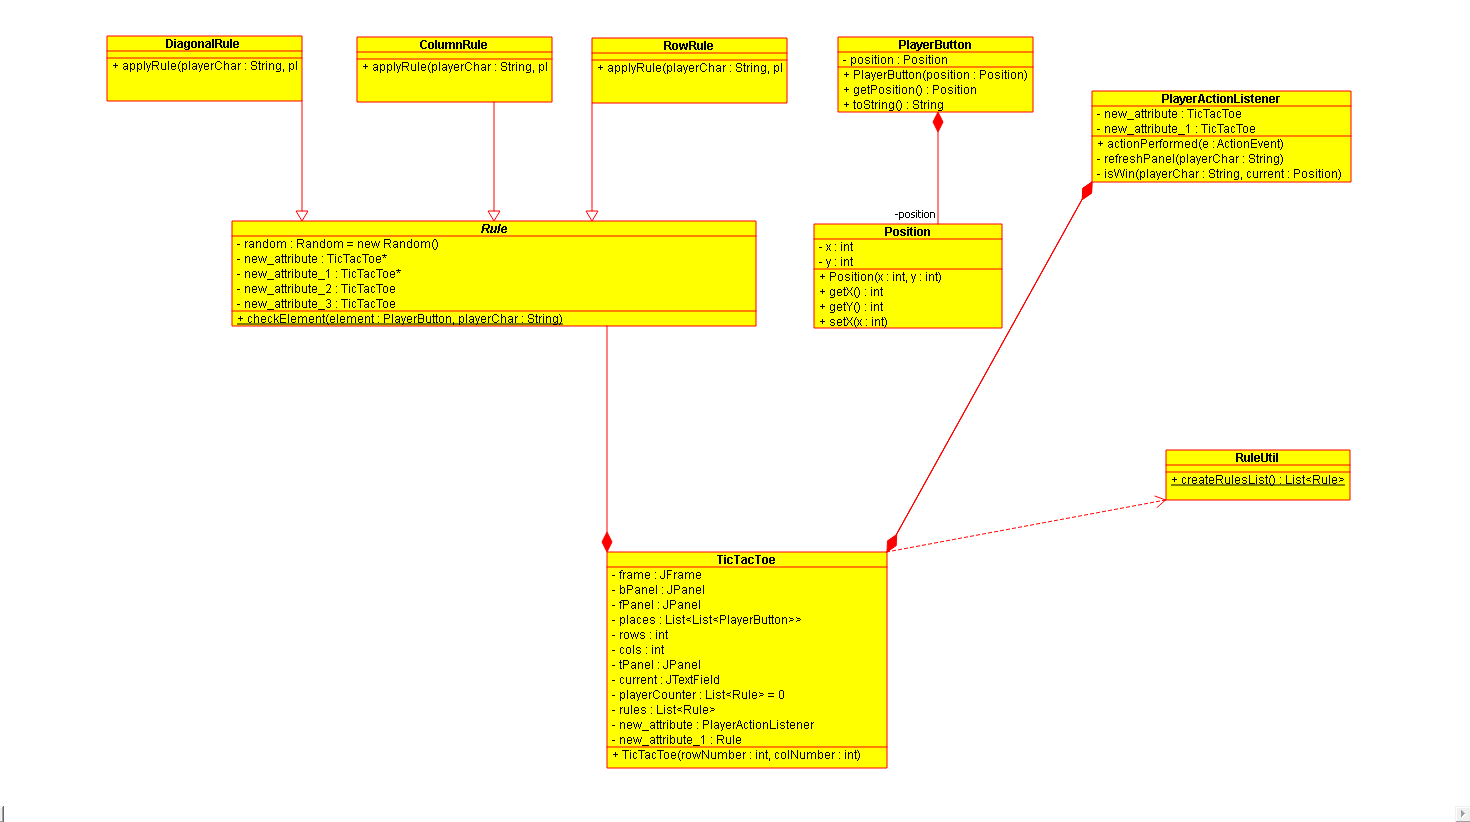 DiagonalRule
+ applyRule(playerChar : String, pl
ColumnRule
+ applyRule(playerChar : String, pl
RowRule
+ applyRule(playerChar : String, pl
PlayerButton
- position : Position
+ PlayerButton(position : Position)
+ getPosition() : Position
+ toString() : String
PlayerActionListener
- new_attribute : TicTacToe
- new_attribute_1 : TicTacToe
+ actionPerformed(e : ActionEvent)
- refreshPanel(playerChar : String)
- isWin(playerChar : String, current : Position)
-position
Rule
- random : Random = new Random()
- new_attribute : TicTacToe*
- new_attribute_1 : TicTacToe*
- new_attribute_2 : TicTacToe
- new_attribute_3 : TicTacToe
+ checkElement(element : PlayerButton, playerChar : String)
Position
- x : int
- y : int
+ Position(x : int, y : int)
+ getX() : int
+ getY() : int
+ setX(x : int)
RuleUtil
+ createRulesList() : List<Rule>
TicTacToe
- frame : JFrame
- bPanel : JPanel
- fPanel : JPanel
- places : List<List<PlayerButton>>
- rows : int
- cols : int
- tPanel : JPanel
- current : JTextField
- playerCounter : List<Rule> = 0
- rules : List<Rule>
- new_attribute : PlayerActionListener
- new_attribute_1 : Rule
+ TicTacToe(rowNumber : int, colNumber : int)